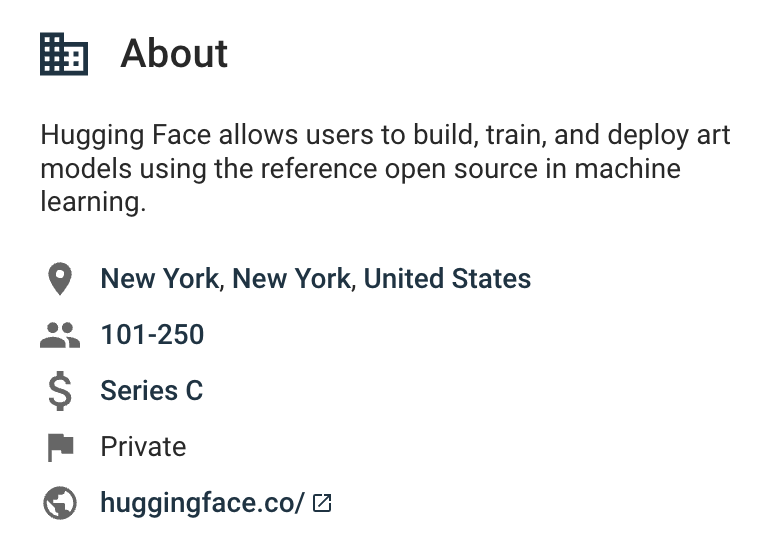 About
Hugging Face allows users to build, train, and deploy art
models using the reference open source in machine
learning.
New York, New York, United States
101-250
Series C
Private
huggingface.co/